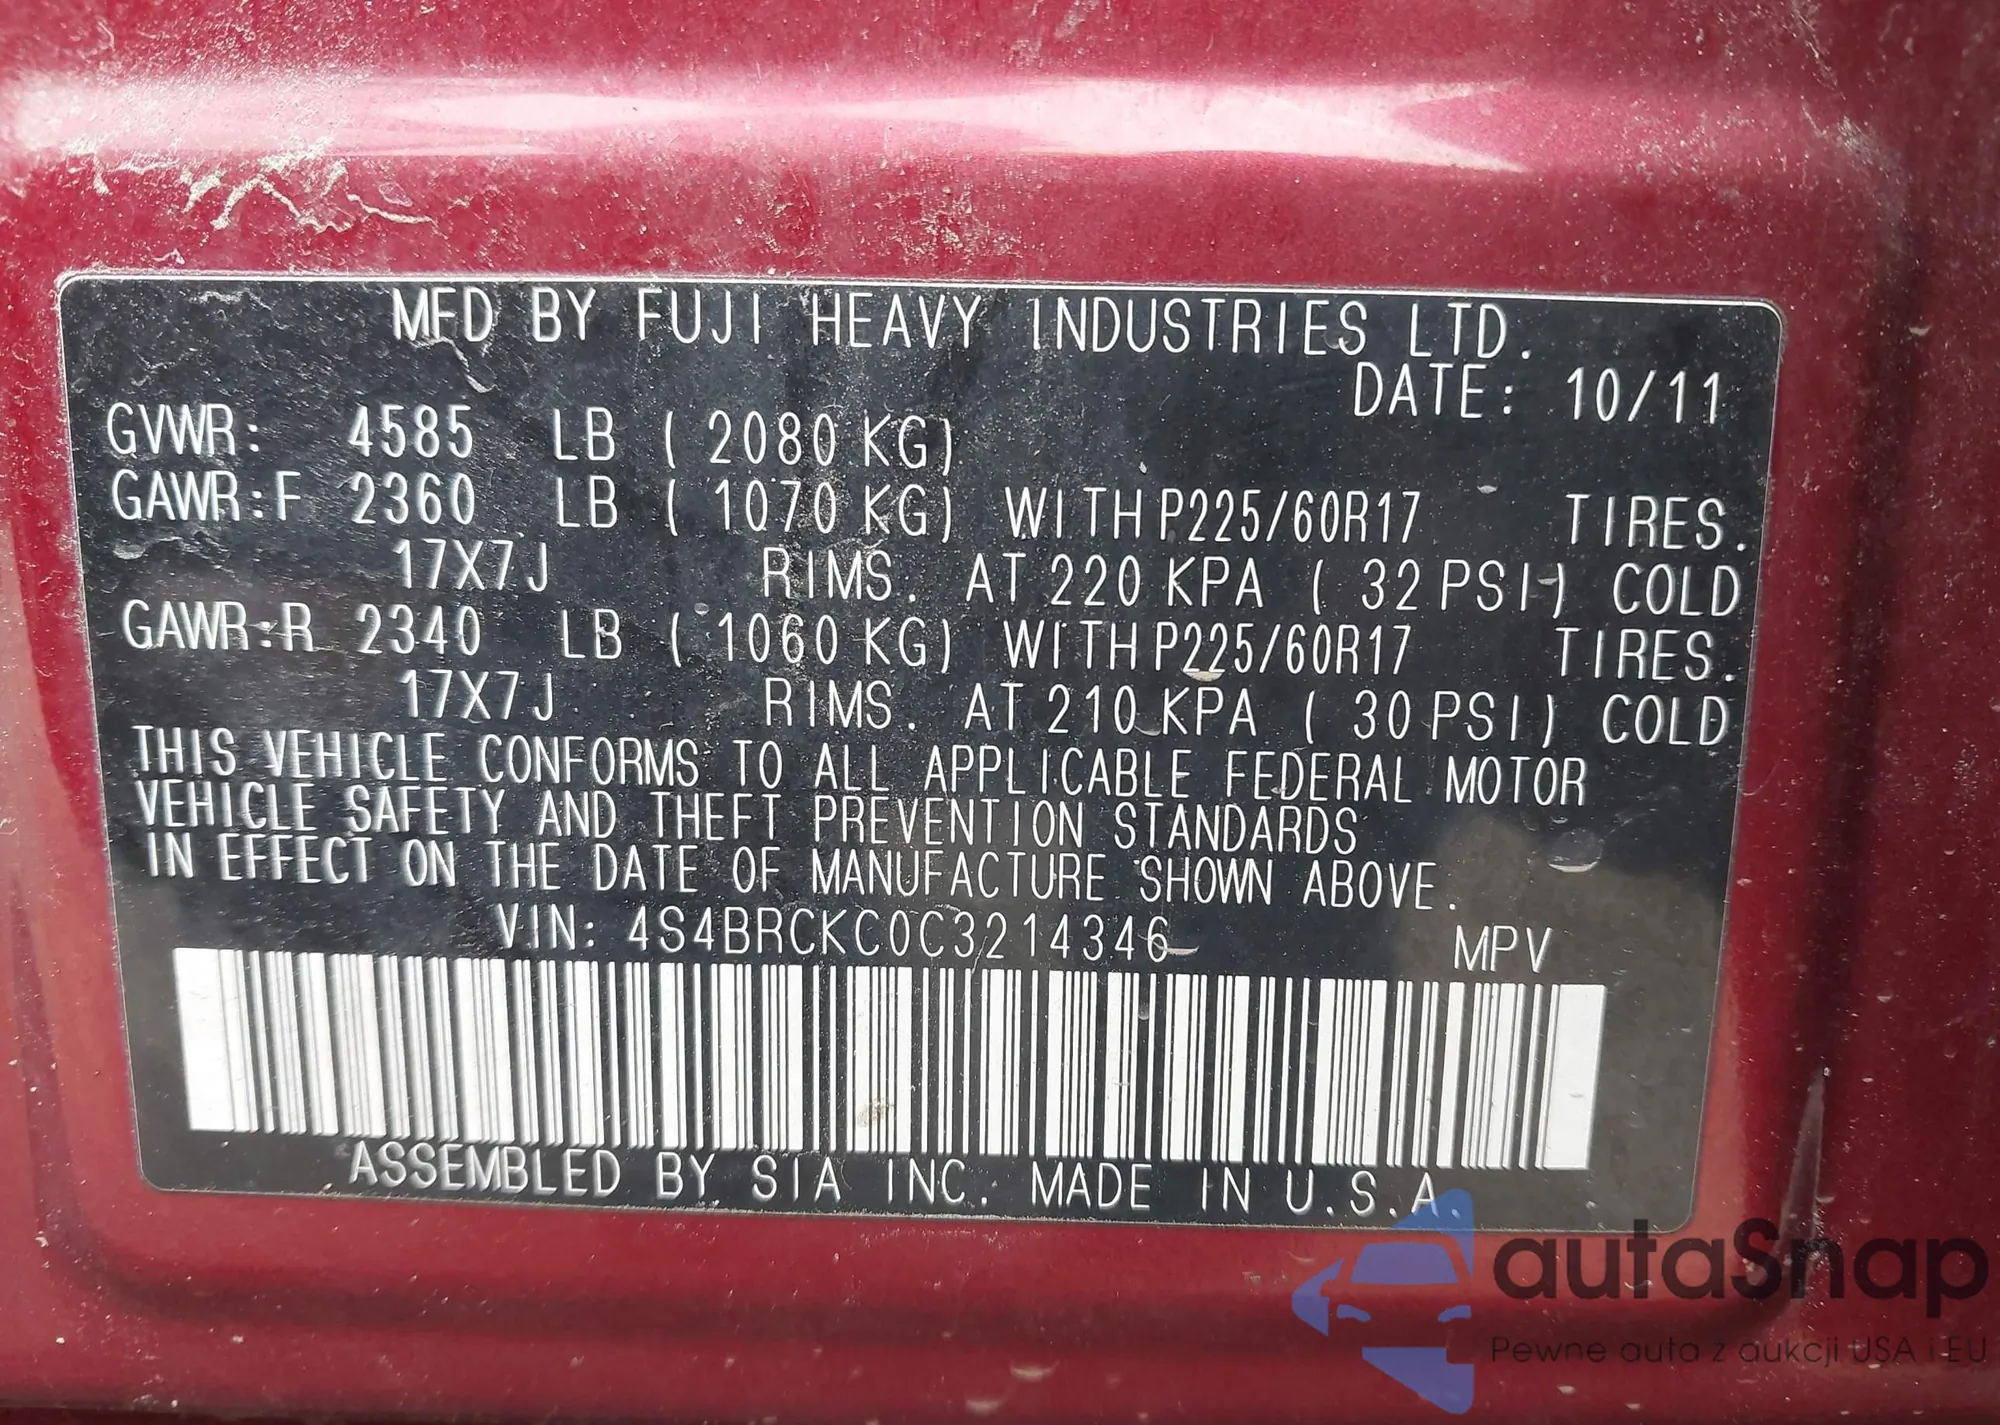 MFD BY FUJI HEAVY INDUSTRIES LTD.
DATE: 10/11
GVWR: 4585 LB ( 2080 KG)
GAWR:F 2360 LB ( 1070 KG) WITH P225/60R17 TIRES.
17X7J RIMS. AT 220 KPA ( 32 PSI) COLD
GAWR:R 2340 LB ( 1060 KG) WITH P225/60R17 TIRES.
17X7J RIMS. AT 210 KPA ( 30 PSI) COLD
THIS VEHICLE CONFORMS TO ALL APPLICABLE FEDERAL MOTOR
VEHICLE SAFETY AND THEFT PREVENTION STANDARDS
IN EFFECT ON THE DATE OF MANUFACTURE SHOWN ABOVE.
VIN: 4S4BRCKC0C3214346 MPV
ASSEMBLED BY SIA INC. MADE IN U.S.A.
autaSnap
Pewne auta z aukcji USA i EU